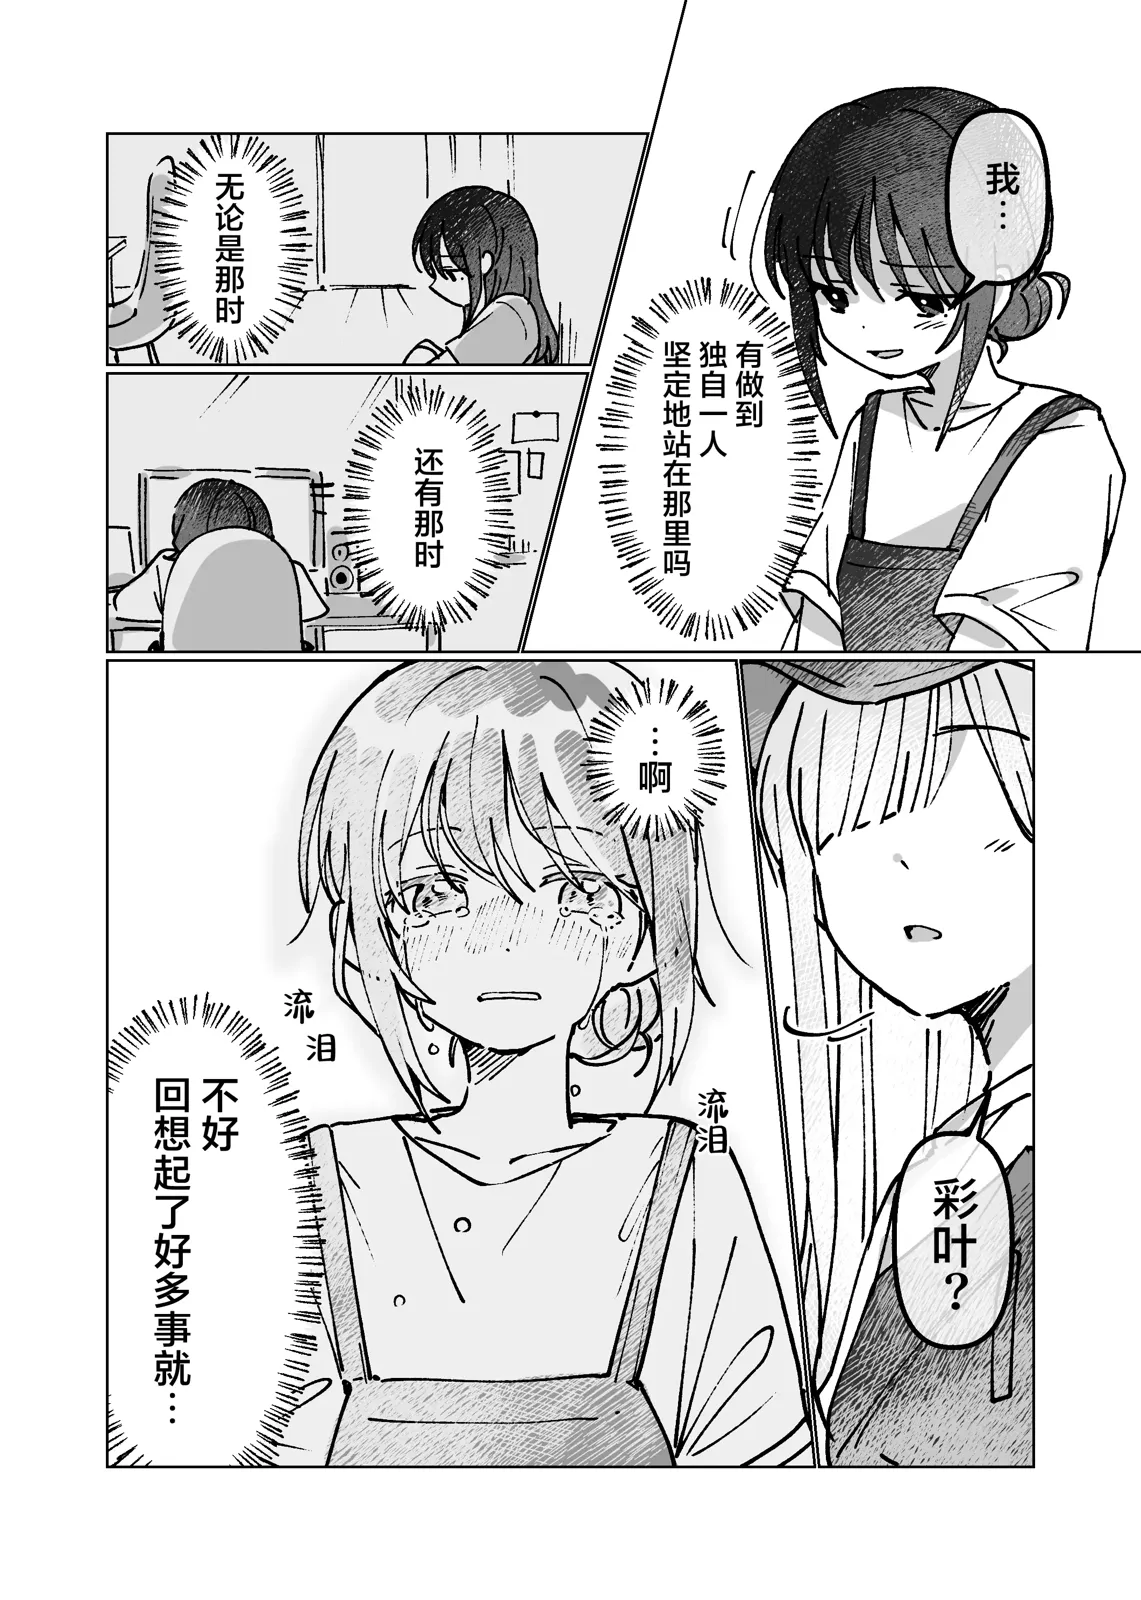 我…
有做到
独自一人
坚定地站在那里吗
无论是那时
还有那时
彩叶?
…啊
流泪
流泪
不好
回想起了好多事就…